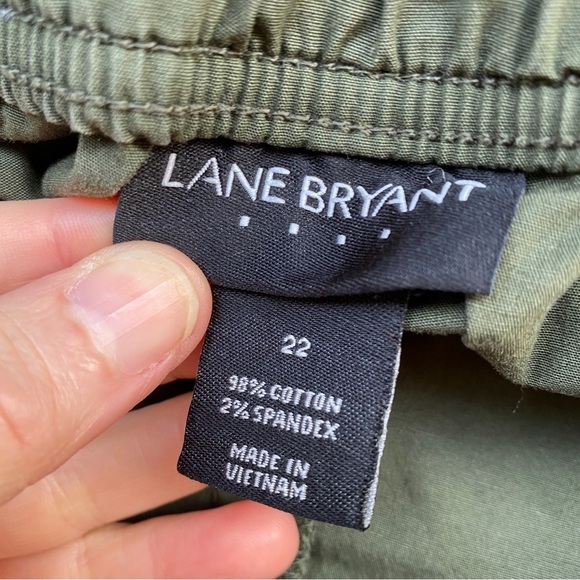 LANE BRYANT
22
98% COTTON
2% SPANDEX
MADE IN
VIETNAM